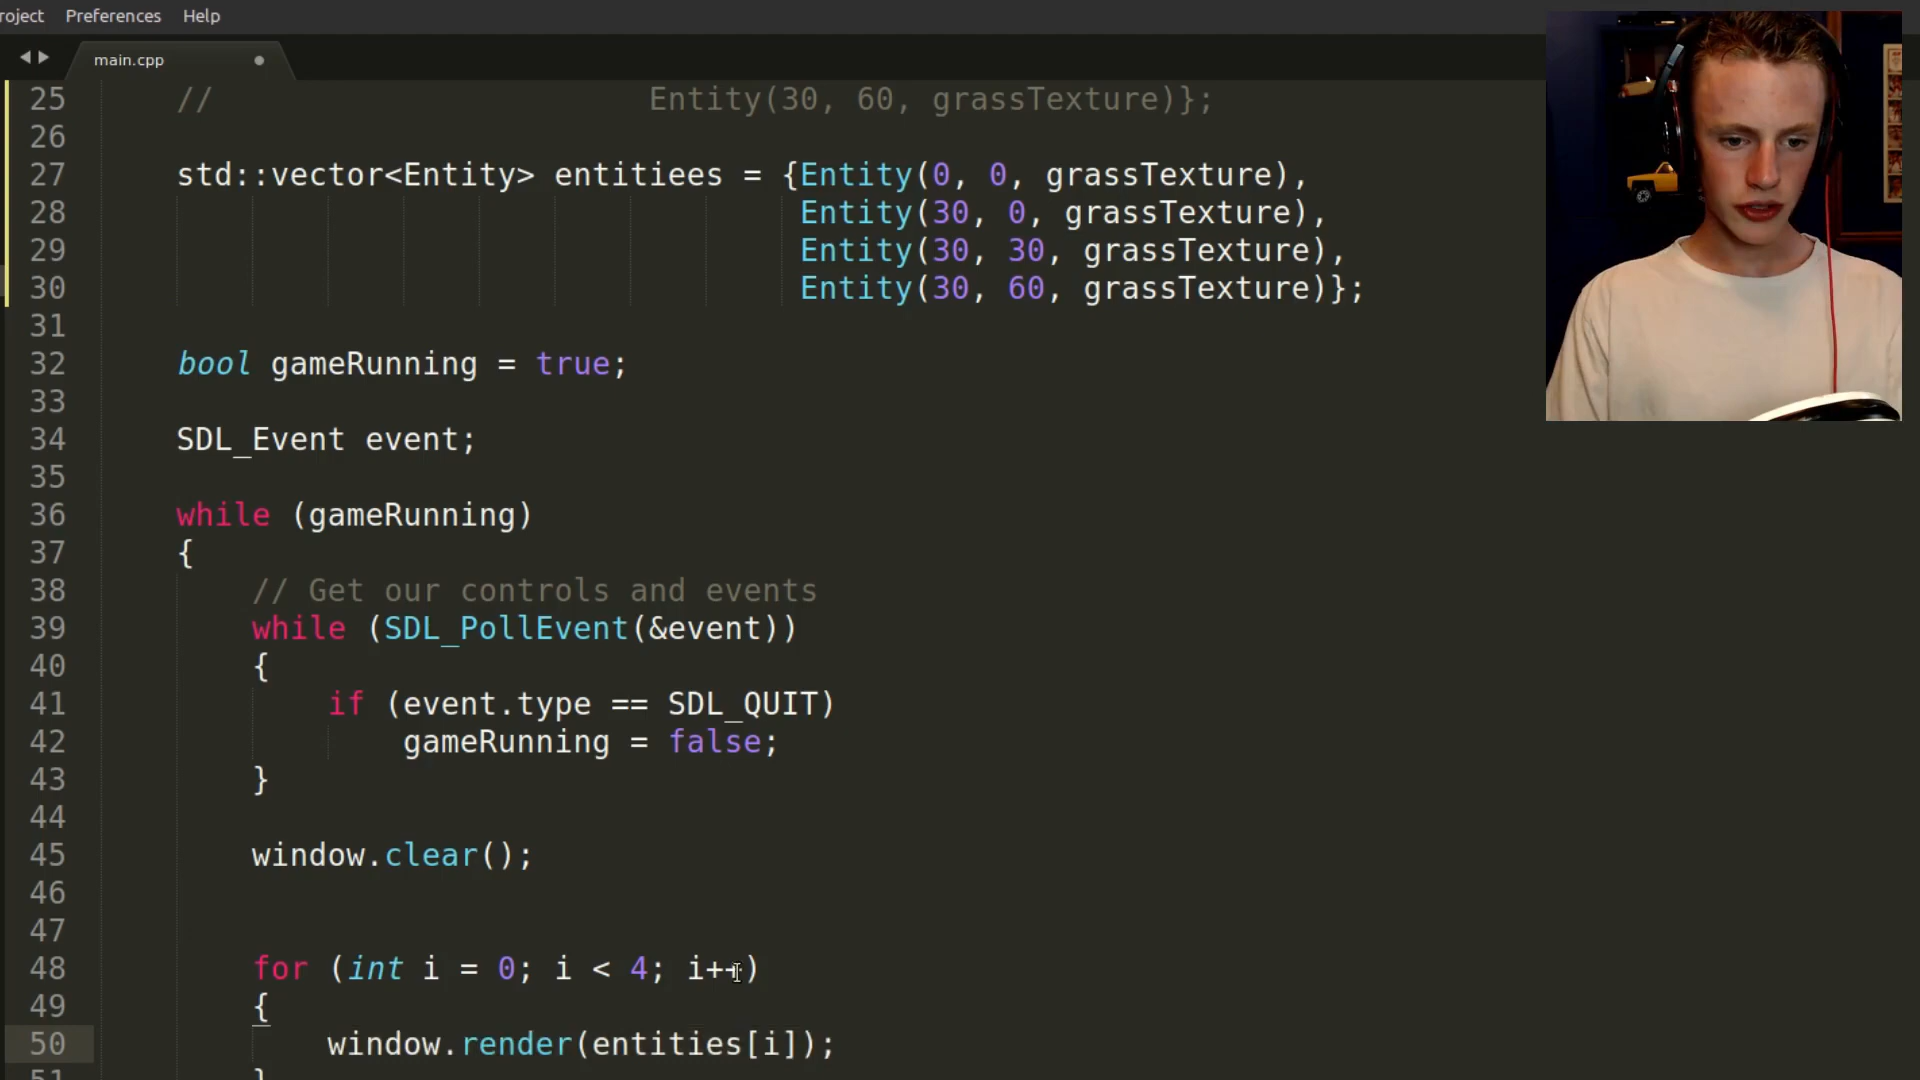 roject Preferences Help
main.cpp
25 // Entity(30, 60, grassTexture)};
26
27 std::vector<Entity> entitiees = {Entity(0, 0, grassTexture),
28 Entity(30, 0, grassTexture),
29 Entity(30, 30, grassTexture),
30 Entity(30, 60, grassTexture)};
31
32 bool gameRunning = true;
33
34 SDL_Event event;
35
36 while (gameRunning)
37 {
38 // Get our controls and events
39 while (SDL_PollEvent(&event))
40 {
41 if (event.type == SDL_QUIT)
42 gameRunning = false;
43 }
44
45 window.clear();
46
47
48 for (int i = 0; i < 4; i++)
49 {
50 window.render(entities[i]);
51 }